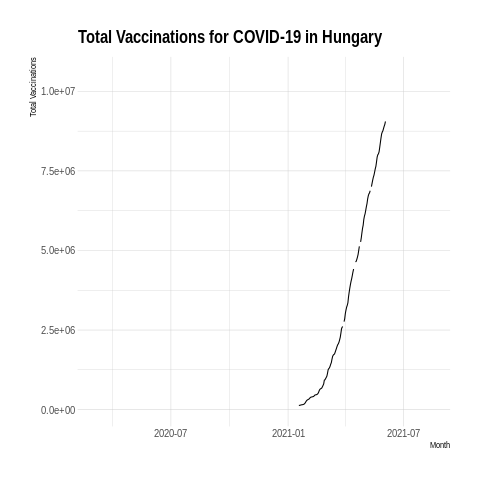 Total Vaccinations for COVID-19 in Hungary
Total Vaccinations
1.0e+07
7.5e+06
5.0e+06
2.5e+06
0.0e+00
2020-07 2021-01 2021-07
Month